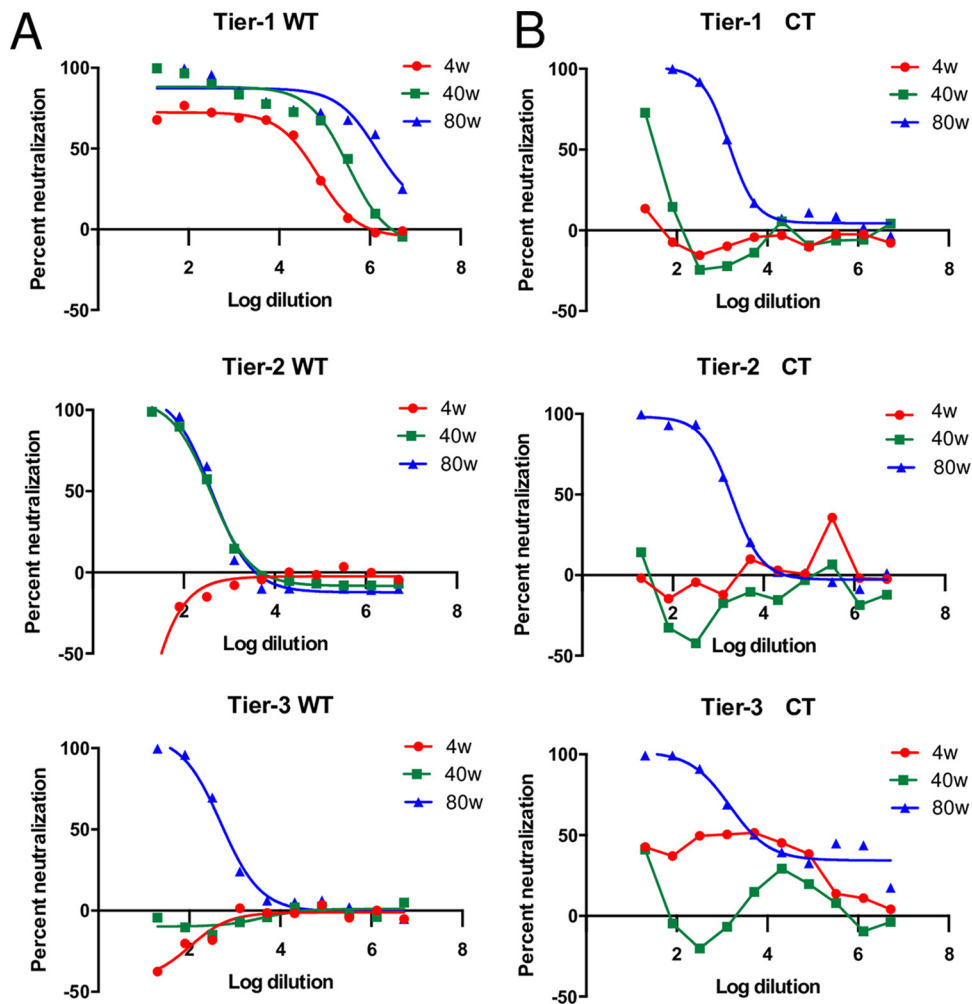 A
Tier-1 WT
Percent neutralization
100
50
0
-50
2
4
6
8
Log dilution
4w
40w
80w
B
Tier-1 CT
Percent neutralization
100
50
0
-50
2
4
6
8
Log dilution
4w
40w
80w
Tier-2 WT
Percent neutralization
100
50
0
-50
2
4
6
8
Log dilution
4w
40w
80w
Tier-2 CT
Percent neutralization
100
50
0
-50
2
4
6
8
Log dilution
4w
40w
80w
Tier-3 WT
Percent neutralization
100
50
0
-50
2
4
6
8
Log dilution
4w
40w
80w
Tier-3 CT
Percent neutralization
100
50
0
-50
2
4
6
8
Log dilution
4w
40w
80w